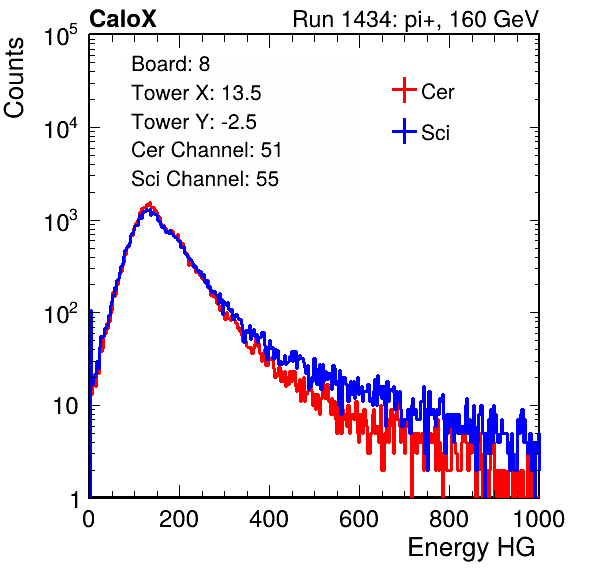 CaloX Run 1434: pi+, 160 GeV
Board: 8
Tower X: 13.5
Tower Y: -2.5
Cer Channel: 51
Sci Channel: 55
Cer
Sci
Counts
10^5
10^4
10^3
10^2
10
1
0 200 400 600 800 1000
Energy HG